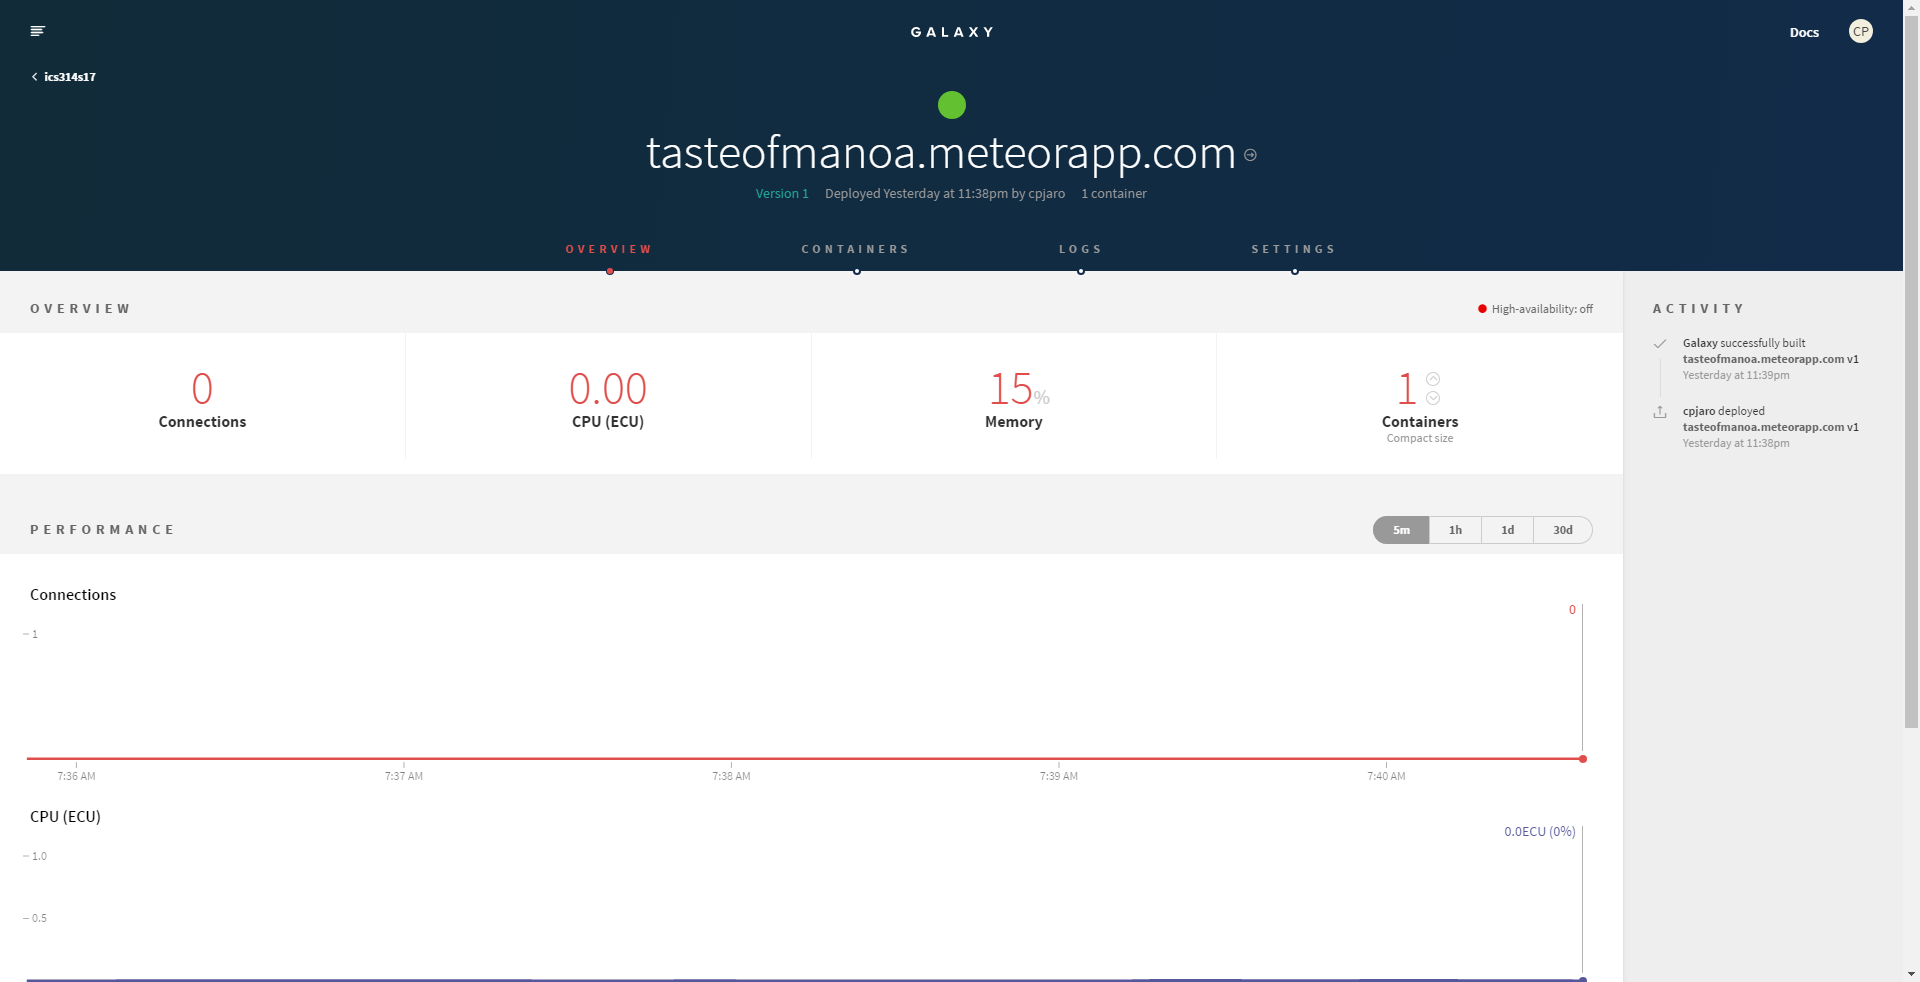 GALAXY
Docs
CP
ics314s17
tasteofmanoa.meteorapp.com
Version 1 Deployed Yesterday at 11:38pm by cpjaro 1 container
OVERVIEW CONTAINERS LOGS SETTINGS
OVERVIEW
High-availability: off
0
Connections
0.00
CPU (ECU)
15%
Memory
1
Containers
Compact size
PERFORMANCE
5m 1h 1d 30d
Connections
0
1
7:36 AM 7:37 AM 7:38 AM 7:39 AM 7:40 AM
CPU (ECU)
0.0ECU (0%)
1.0
0.5
ACTIVITY
Galaxy successfully built
tasteofmanoa.meteorapp.com v1
Yesterday at 11:39pm
cpjaro deployed
tasteofmanoa.meteorapp.com v1
Yesterday at 11:38pm